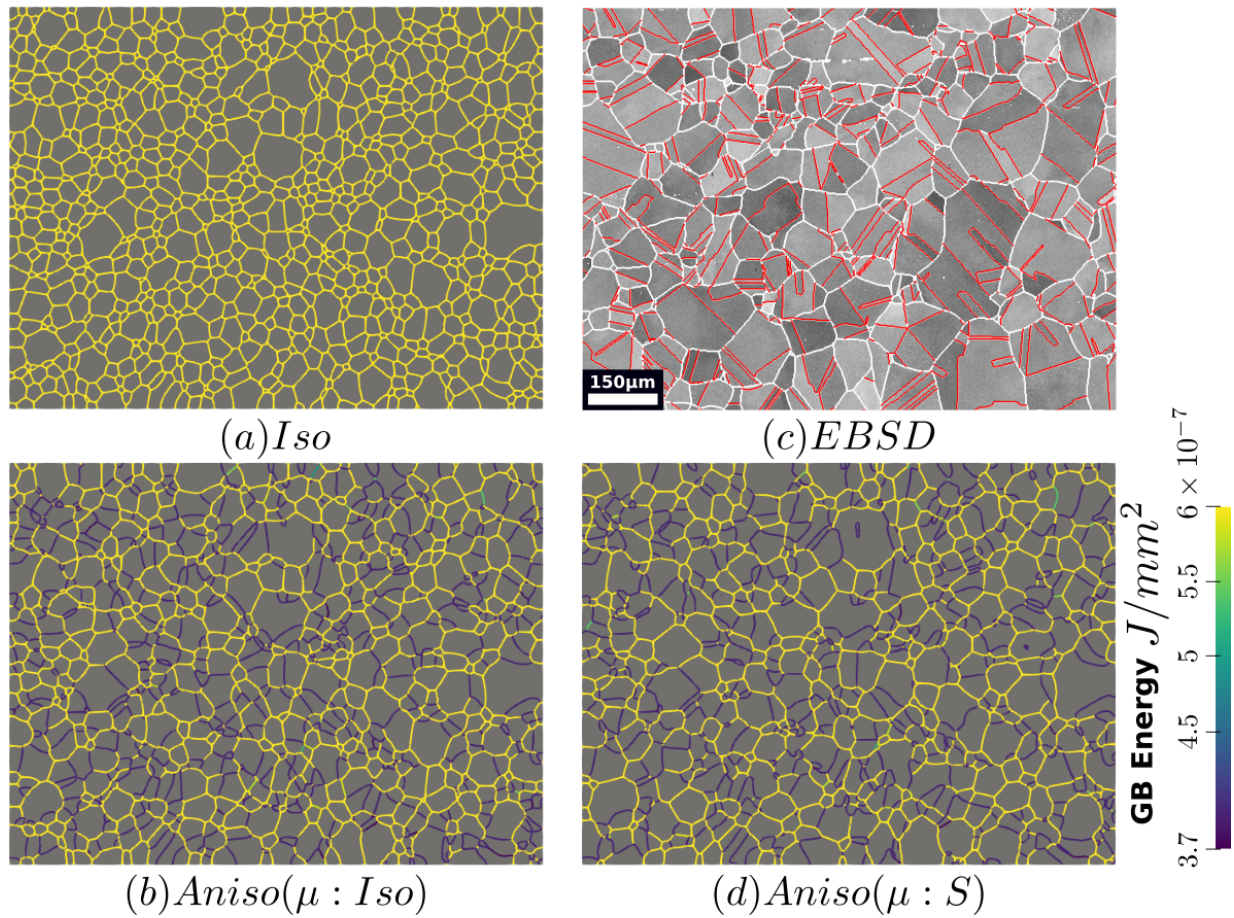 (a)Iso
150μm
(c)EBSD
(b)Aniso(μ : Iso)
(d)Aniso(μ : S)
GB Energy J/mm²
3.7
4.5
5
5.5
6 × 10⁻⁷